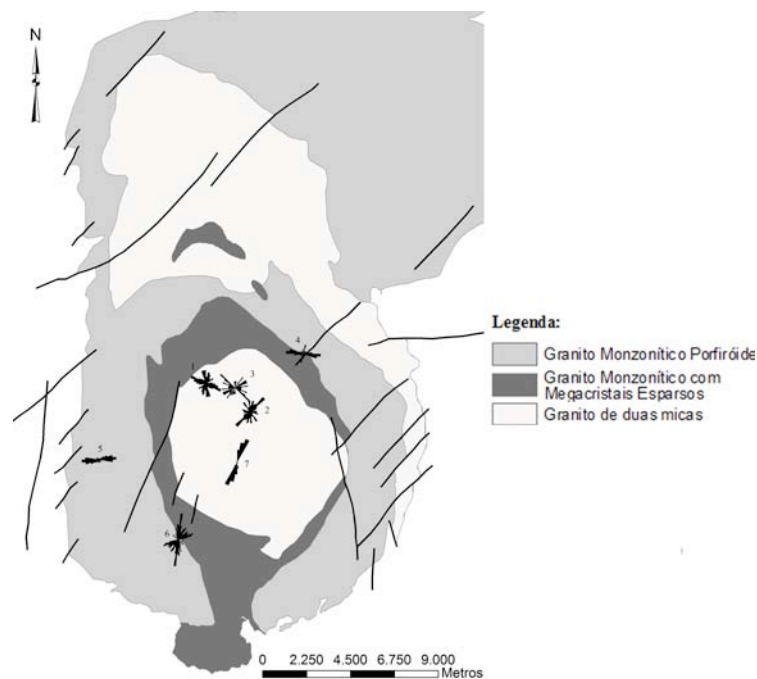 N
4
1
3
2
5
7
6
Legenda:
Granito Monzonítico Porfiróide
Granito Monzonítico com
Megacristais Esparsos
Granito de duas micas
0 2.250 4.500 6.750 9.000
Metros